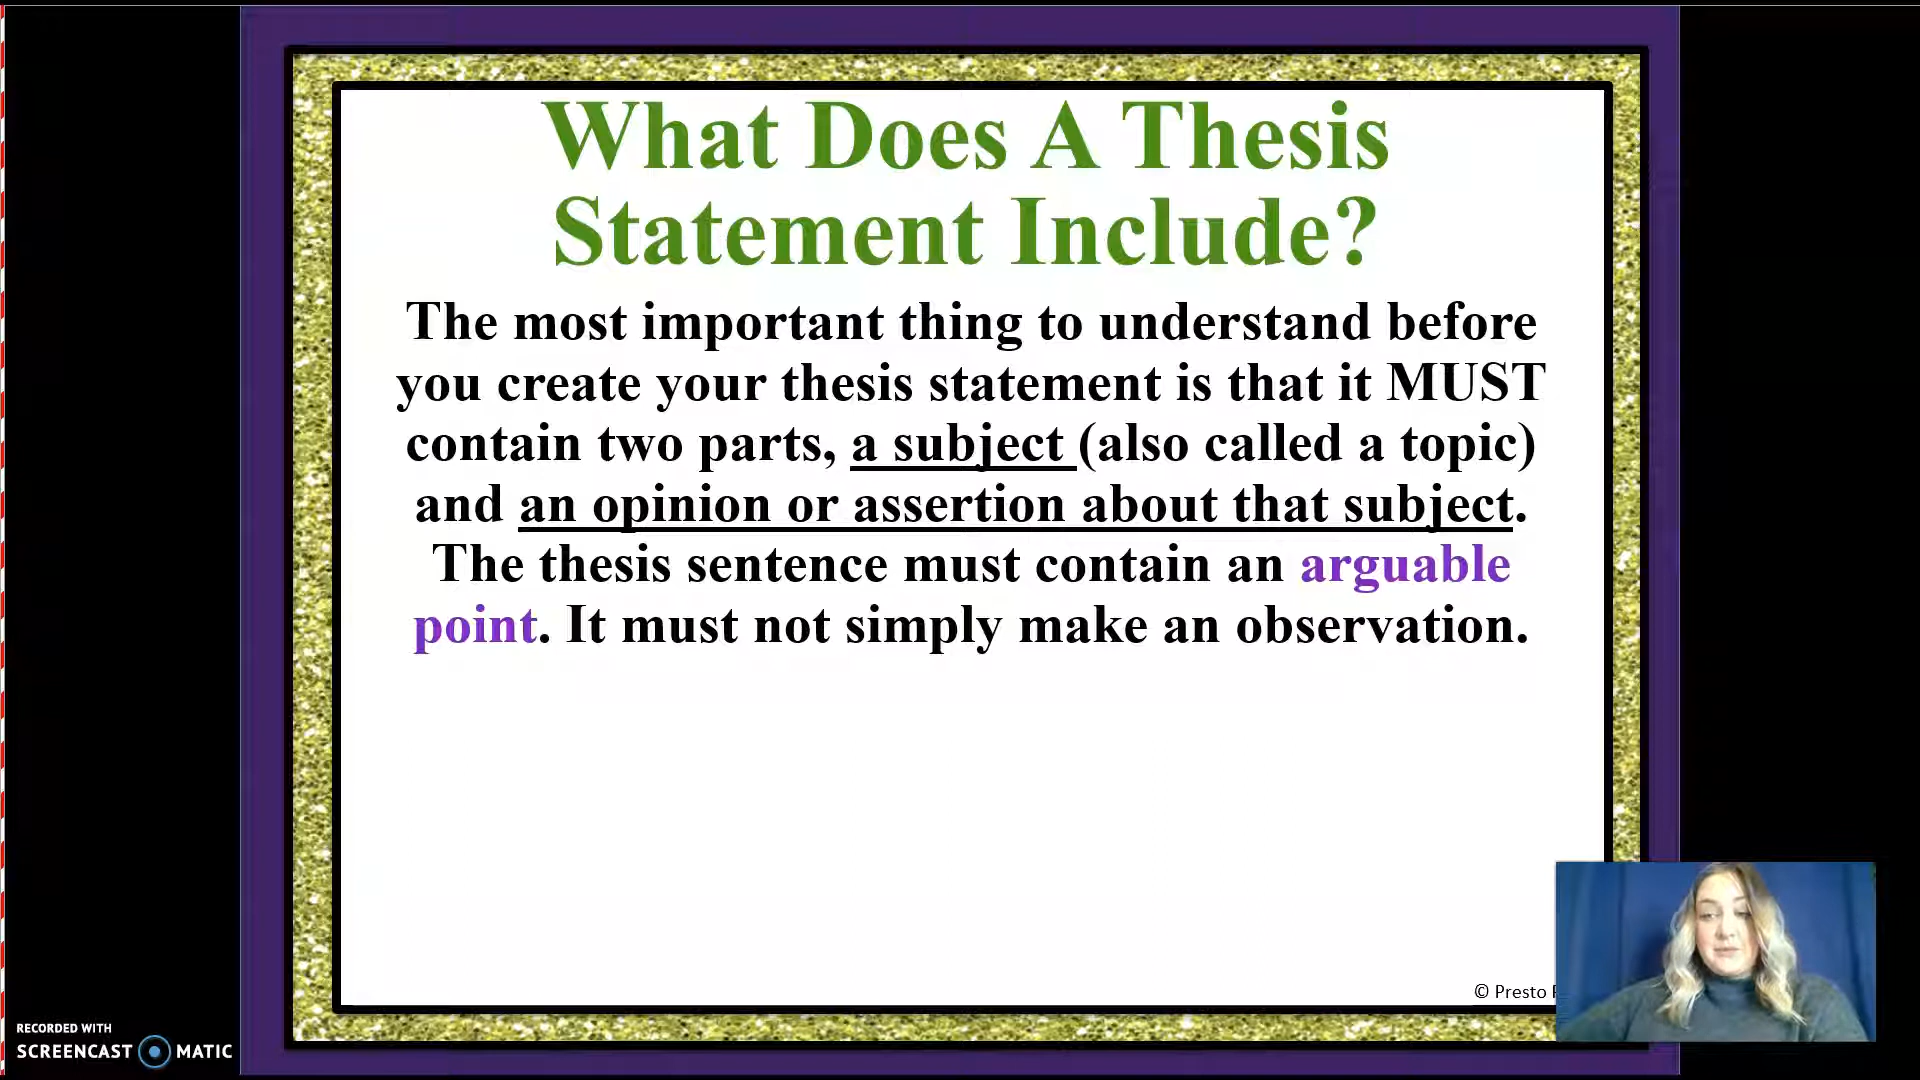 What Does A Thesis
Statement Include?
The most important thing to understand before
you create your thesis statement is that it MUST
contain two parts, a subject (also called a topic)
and an opinion or assertion about that subject.
The thesis sentence must contain an arguable
point. It must not simply make an observation.
© Presto
RECORDED WITH
SCREENCAST MATIC